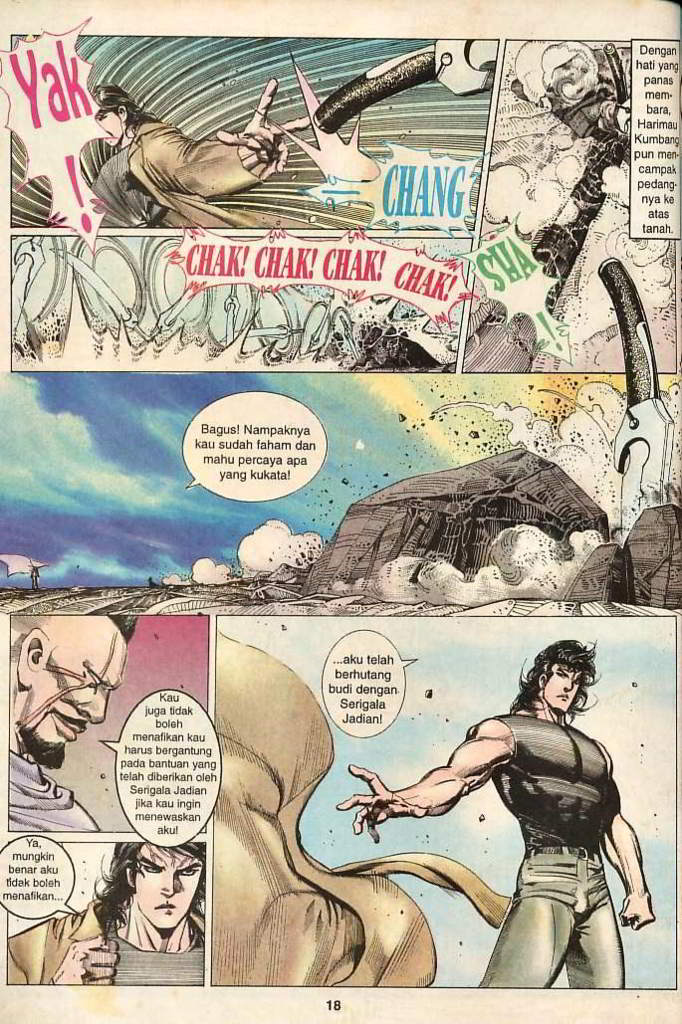 Yak
!
CHANG
!!
Dengan
hati yang
panas
mem-
bara,
Harimau
Kumbang
pun men-
campak
pedang-
nya ke
atas
tanah.
CHAK! CHAK! CHAK! CHAK!
SHA
!
Bagus! Nampaknya
kau sudah faham dan
mahu percaya apa
yang kukata!
Kau
juga tidak
boleh
menafikan kau
harus bergantung
pada bantuan yang
telah diberikan oleh
Serigala Jadian
jika kau ingin
menewaskan
aku!
Ya,
mungkin
benar aku
tidak boleh
menafikan...
...aku telah
berhutang
budi dengan
Serigala
Jadian!
18